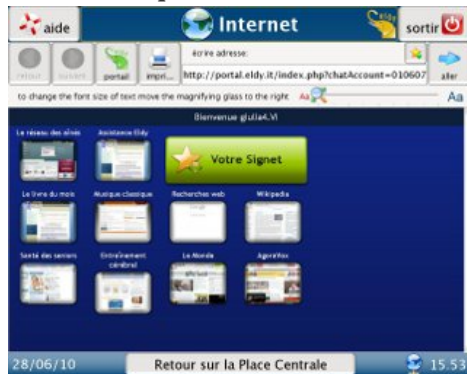 aide
Internet
Eldy
sortir
retour
suivant
portail
impri...
écrire adresse:
http://portal.eldy.it/index.php?chatAccount=010607
aller
to change the font size of text move the magnifying glass to the right
Aa
Aa
Bienvenue giulia4.VI
Le réseau des aînés
Assistance Eldy
Votre Signet
Le livre du mois
Musique classique
Recherches web
Wikipedia
Santé des seniors
Entraînement cérébral
Le Monde
AgoraVox
28/06/10
Retour sur la Place Centrale
15.53